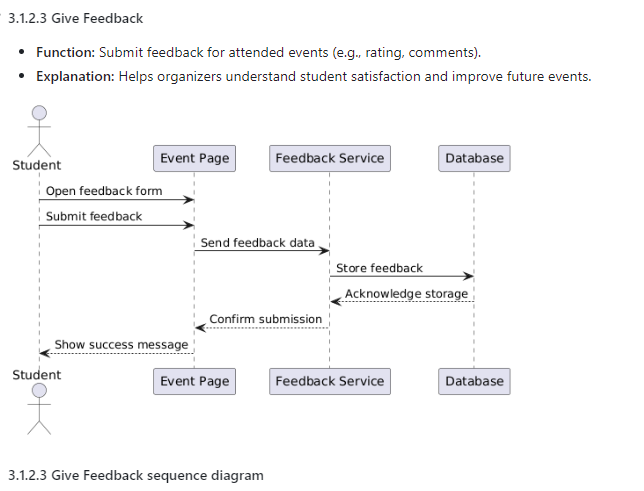 3.1.2.3 Give Feedback
• Function: Submit feedback for attended events (e.g., rating, comments).
• Explanation: Helps organizers understand student satisfaction and improve future events.
Student
Event Page
Feedback Service
Database
Open feedback form
Submit feedback
Send feedback data
Store feedback
Acknowledge storage
Confirm submission
Show success message
Student
Event Page
Feedback Service
Database
3.1.2.3 Give Feedback sequence diagram